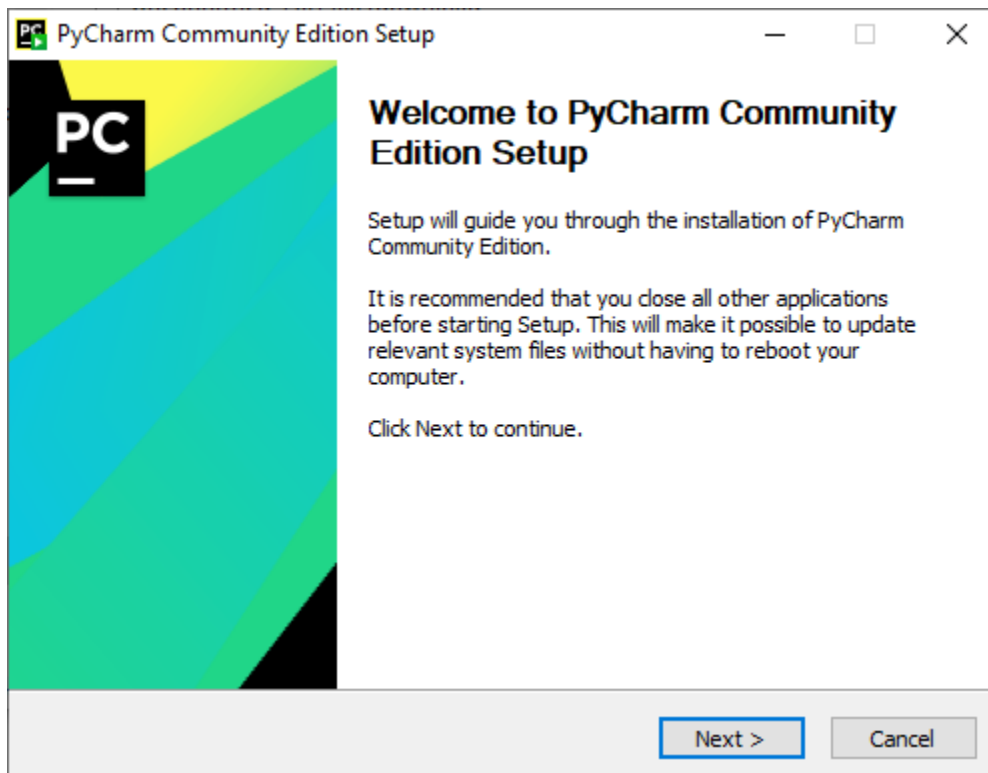 PyCharm Community Edition Setup
PC
Welcome to PyCharm Community
Edition Setup
Setup will guide you through the installation of PyCharm
Community Edition.
It is recommended that you close all other applications
before starting Setup. This will make it possible to update
relevant system files without having to reboot your
computer.
Click Next to continue.
Next >
Cancel